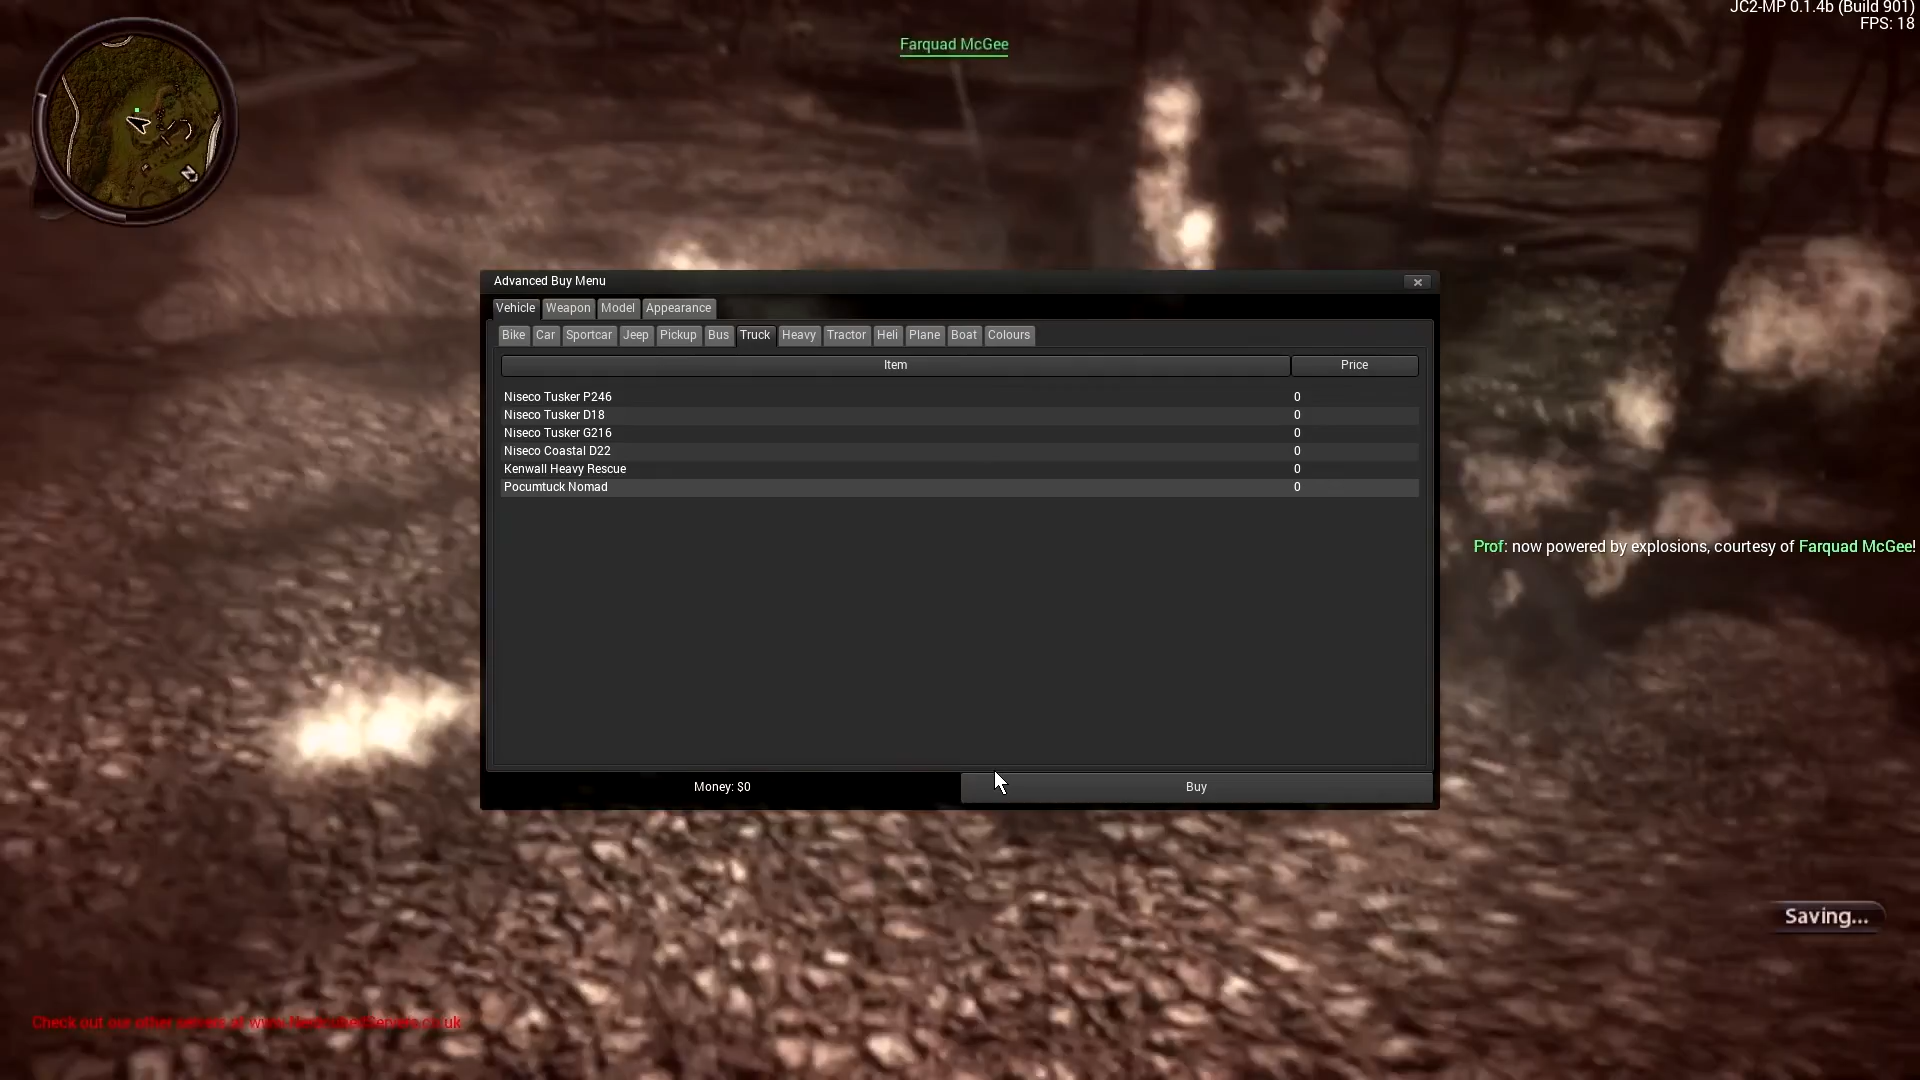 JC2-MP 0.1.4b (Build 901)
FPS: 18
Farquad McGee
N
Advanced Buy Menu
Vehicle Weapon Model Appearance
Bike Car Sportcar Jeep Pickup Bus Truck Heavy Tractor Heli Plane Boat Colours
Item Price
Niseco Tusker P246 0
Niseco Tusker D18 0
Niseco Tusker G216 0
Niseco Coastal D22 0
Kenwall Heavy Rescue 0
Pocumtuck Nomad 0
Prof: now powered by explosions, courtesy of Farquad McGee!
Money: $0 Buy
Saving...
Check out our other servers at